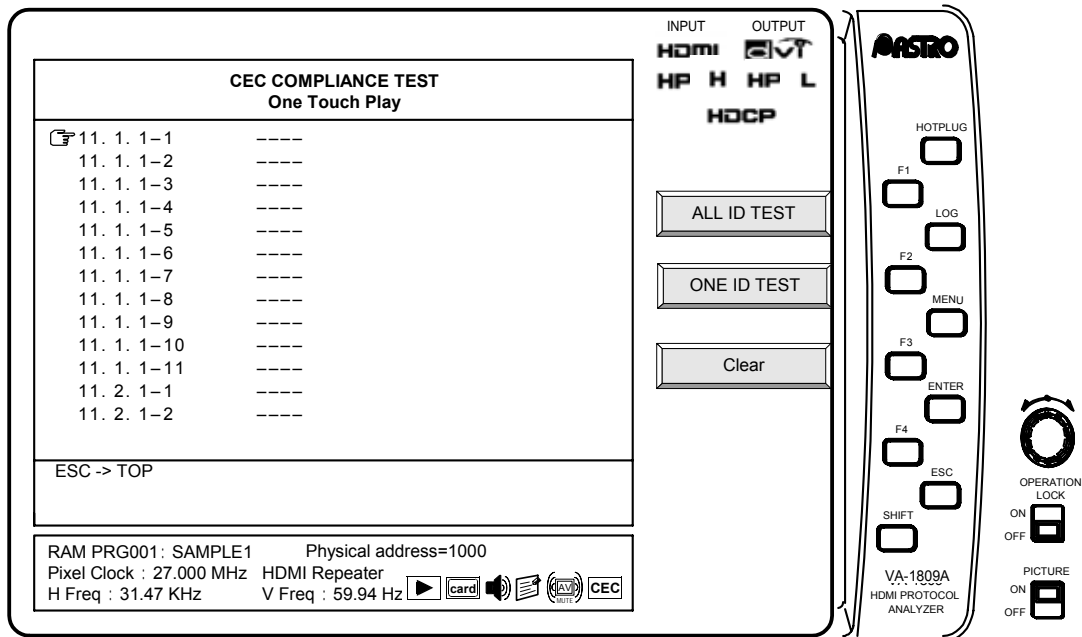 INPUT OUTPUT
HDMI DVI
HP H HP L
HDCP
CEC COMPLIANCE TEST
One Touch Play
11. 1. 1–1 ––––
11. 1. 1–2 ––––
11. 1. 1–3 ––––
11. 1. 1–4 ––––
11. 1. 1–5 ––––
11. 1. 1–6 ––––
11. 1. 1–7 ––––
11. 1. 1–8 ––––
11. 1. 1–9 ––––
11. 1. 1–10 ––––
11. 1. 1–11 ––––
11. 2. 1–1 ––––
11. 2. 1–2 ––––
ESC -> TOP
RAM PRG001: SAMPLE1 Physical address=1000
Pixel Clock : 27.000 MHz HDMI Repeater
H Freq : 31.47 KHz V Freq : 59.94 Hz card AV MUTE CEC
ALL ID TEST
ONE ID TEST
Clear
ASTRO
HOTPLUG
F1
LOG
F2
MENU
F3
ENTER
F4
ESC
SHIFT
VA-1809A
HDMI PROTOCOL
ANALYZER
OPERATION
LOCK
ON
OFF
PICTURE
ON
OFF